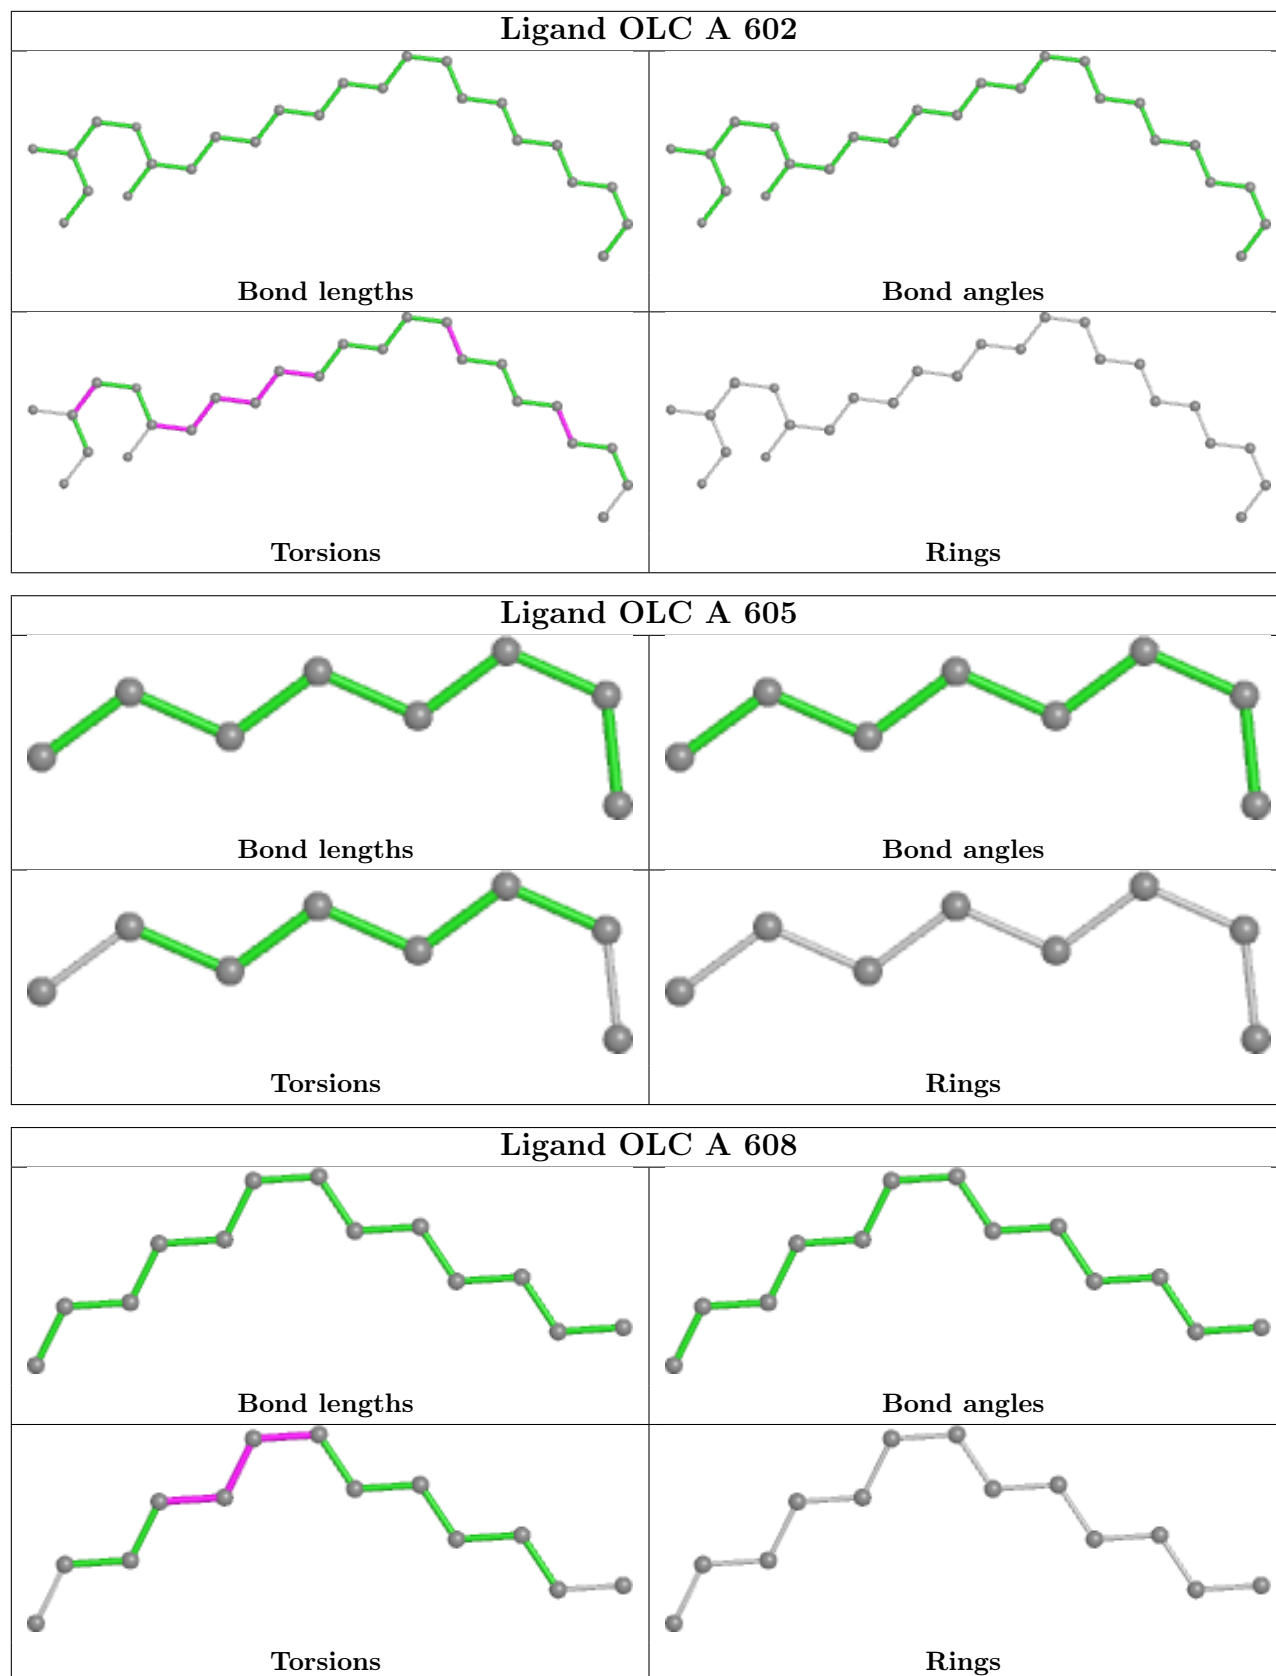 Ligand OLC A 602
Bond lengths
Bond angles
Torsions
Rings
Ligand OLC A 605
Bond lengths
Bond angles
Torsions
Rings
Ligand OLC A 608
Bond lengths
Bond angles
Torsions
Rings